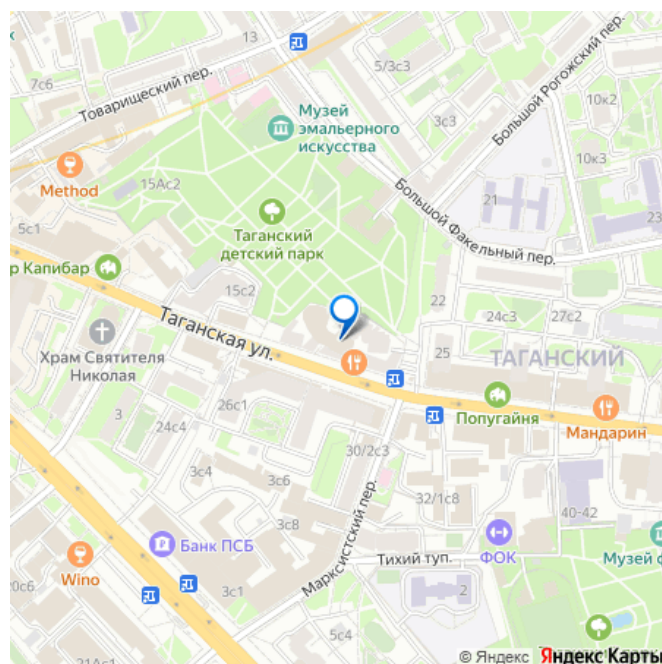 13
7с6
5/3с3
Товарищеский пер.
Большой Рогожский пер.
Музей
эмальерного
искусства
3с3
10к2
10к3
Method
15Ас2
21
23
5с1
Таганский
детский парк
Большой Факельный пер.
р Капибар
15с2
22
24с3
27с2
Таганская ул.
Храм Святителя
Николая
25
ТАГАНСКИЙ
Попугайня
Мандарин
3
24с4
26с1
30/2с3
3с4
3с6
32/1с8
3с8
40-42
Банк ПСБ
ФОК
Марксистский пер.
Тихий туп.
Музей ф
Wino
20с6
3с1
2
5с4
© Яндекс Яндекс Карты